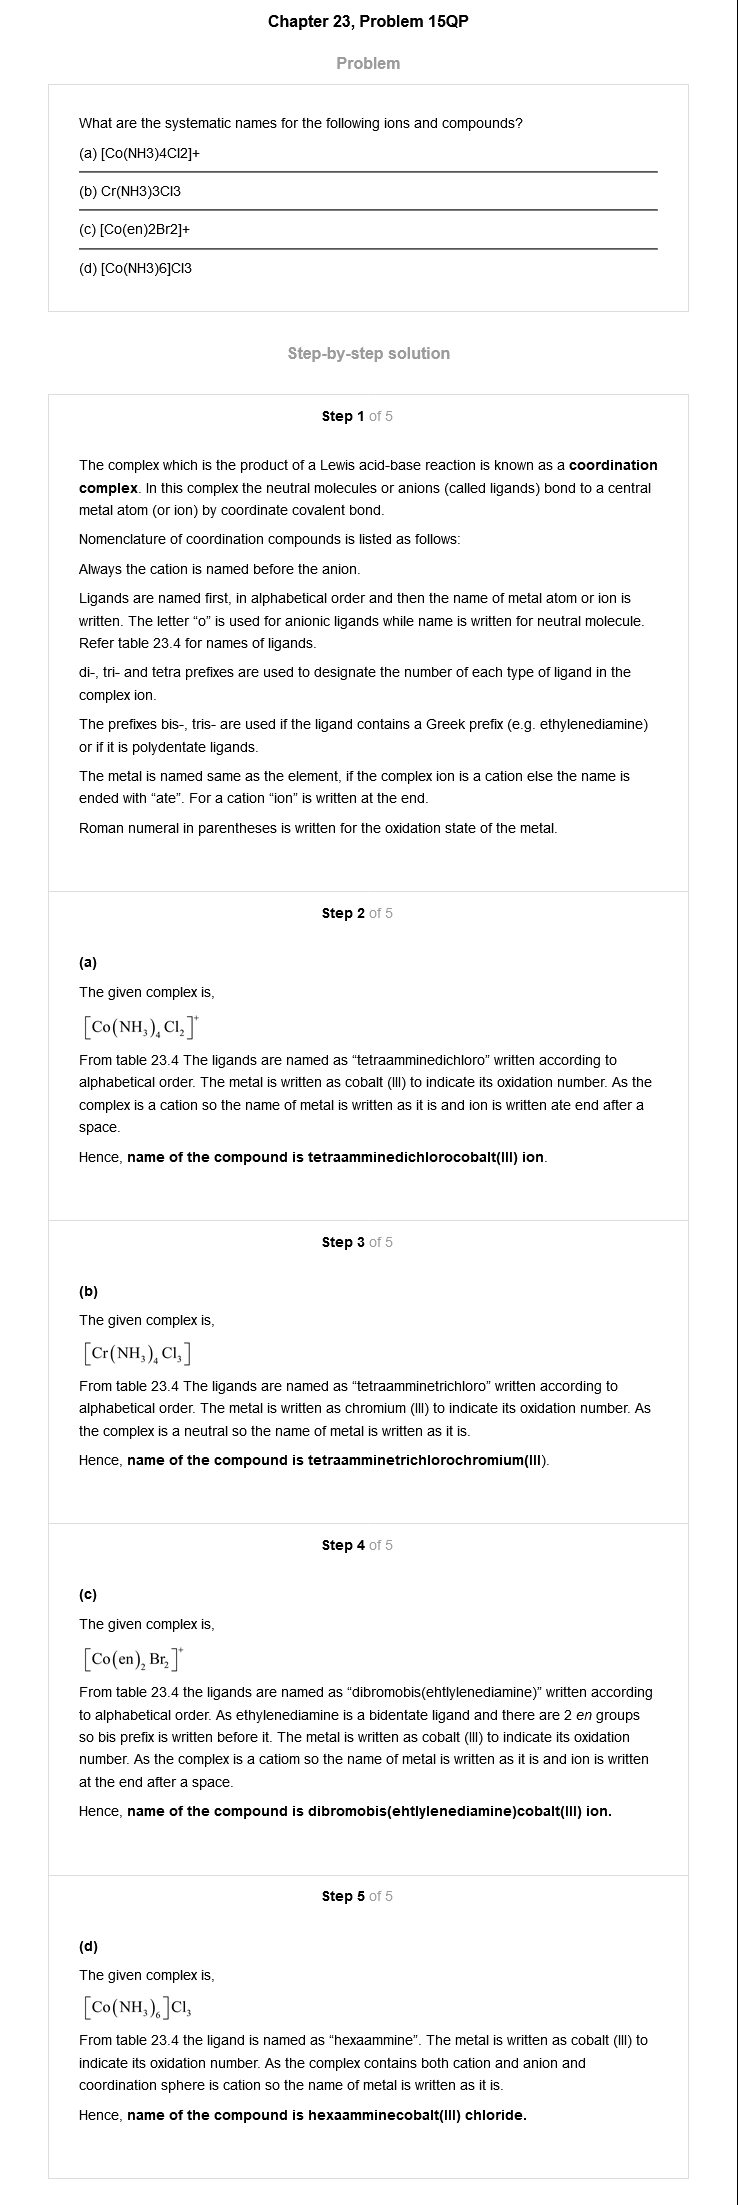 Chapter 23, Problem 15QP
Problem
What are the systematic names for the following ions and compounds?
(a) [Co(NH3)4Cl2]+
(b) Cr(NH3)3Cl3
(c) [Co(en)2Br2]+
(d) [Co(NH3)6]Cl3
Step-by-step solution
Step 1 of 5
The complex which is the product of a Lewis acid-base reaction is known as a coordination
complex. In this complex the neutral molecules or anions (called ligands) bond to a central
metal atom (or ion) by coordinate covalent bond.
Nomenclature of coordination compounds is listed as follows:
Always the cation is named before the anion.
Ligands are named first, in alphabetical order and then the name of metal atom or ion is
written. The letter “o” is used for anionic ligands while name is written for neutral molecule.
Refer table 23.4 for names of ligands.
di-, tri- and tetra prefixes are used to designate the number of each type of ligand in the
complex ion.
The prefixes bis-, tris- are used if the ligand contains a Greek prefix (e.g. ethylenediamine)
or if it is polydentate ligands.
The metal is named same as the element, if the complex ion is a cation else the name is
ended with “ate”. For a cation “ion” is written at the end.
Roman numeral in parentheses is written for the oxidation state of the metal.
Step 2 of 5
(a)
The given complex is,
[Co(NH₃)₄Cl₂]⁺
From table 23.4 The ligands are named as “tetraamminedichloro” written according to
alphabetical order. The metal is written as cobalt (III) to indicate its oxidation number. As the
complex is a cation so the name of metal is written as it is and ion is written ate end after a
space.
Hence, name of the compound is tetraamminedichlorocobalt(III) ion.
Step 3 of 5
(b)
The given complex is,
[Cr(NH₃)₄Cl₃]
From table 23.4 The ligands are named as “tetraamminetrichloro” written according to
alphabetical order. The metal is written as chromium (III) to indicate its oxidation number. As
the complex is a neutral so the name of metal is written as it is.
Hence, name of the compound is tetraamminetrichlorochromium(III).
Step 4 of 5
(c)
The given complex is,
[Co(en)₂Br₂]⁺
From table 23.4 the ligands are named as “dibromobis(ehtlylenediamine)” written according
to alphabetical order. As ethylenediamine is a bidentate ligand and there are 2 en groups
so bis prefix is written before it. The metal is written as cobalt (III) to indicate its oxidation
number. As the complex is a catiom so the name of metal is written as it is and ion is written
at the end after a space.
Hence, name of the compound is dibromobis(ehtlylenediamine)cobalt(III) ion.
Step 5 of 5
(d)
The given complex is,
[Co(NH₃)₆]Cl₃
From table 23.4 the ligand is named as “hexaammine”. The metal is written as cobalt (III) to
indicate its oxidation number. As the complex contains both cation and anion and
coordination sphere is cation so the name of metal is written as it is.
Hence, name of the compound is hexaamminecobalt(III) chloride.